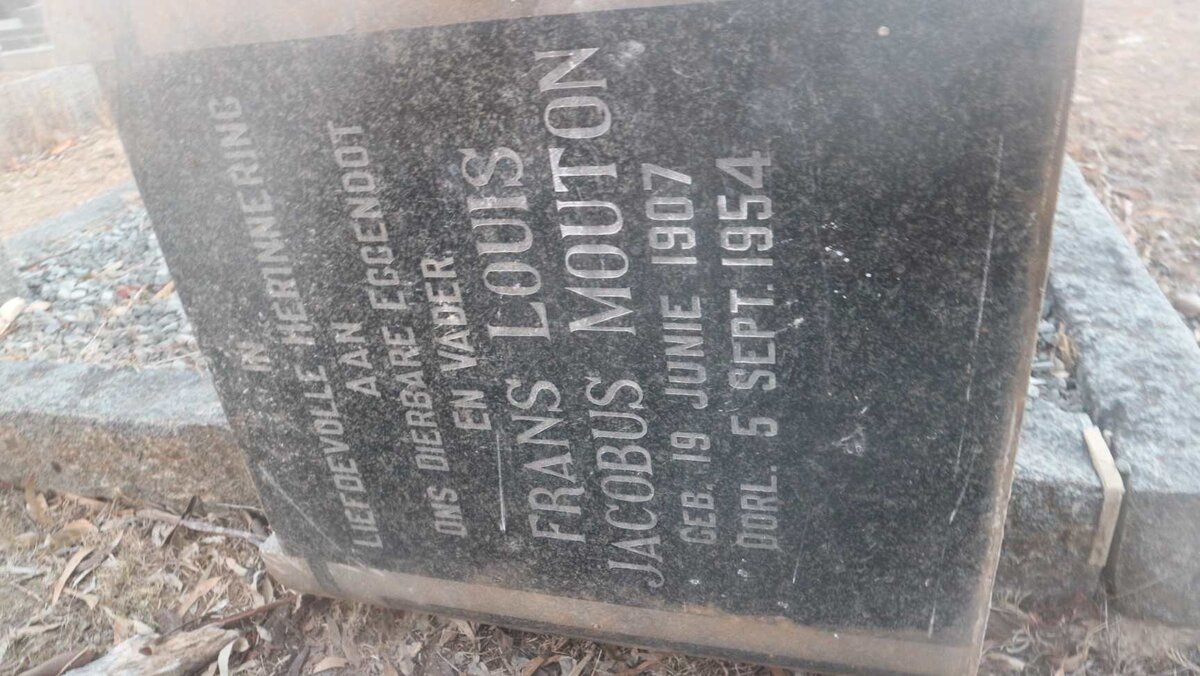 N
LIEFDEVOLLE HERINNERING
AAN
ONS DIERBARE EGGENOOT
EN VADER.
FRANS LOUIS
JACOBUS MOUTON
GEB. 19 JUNIE 1907
OORL. 5 SEPT. 1954